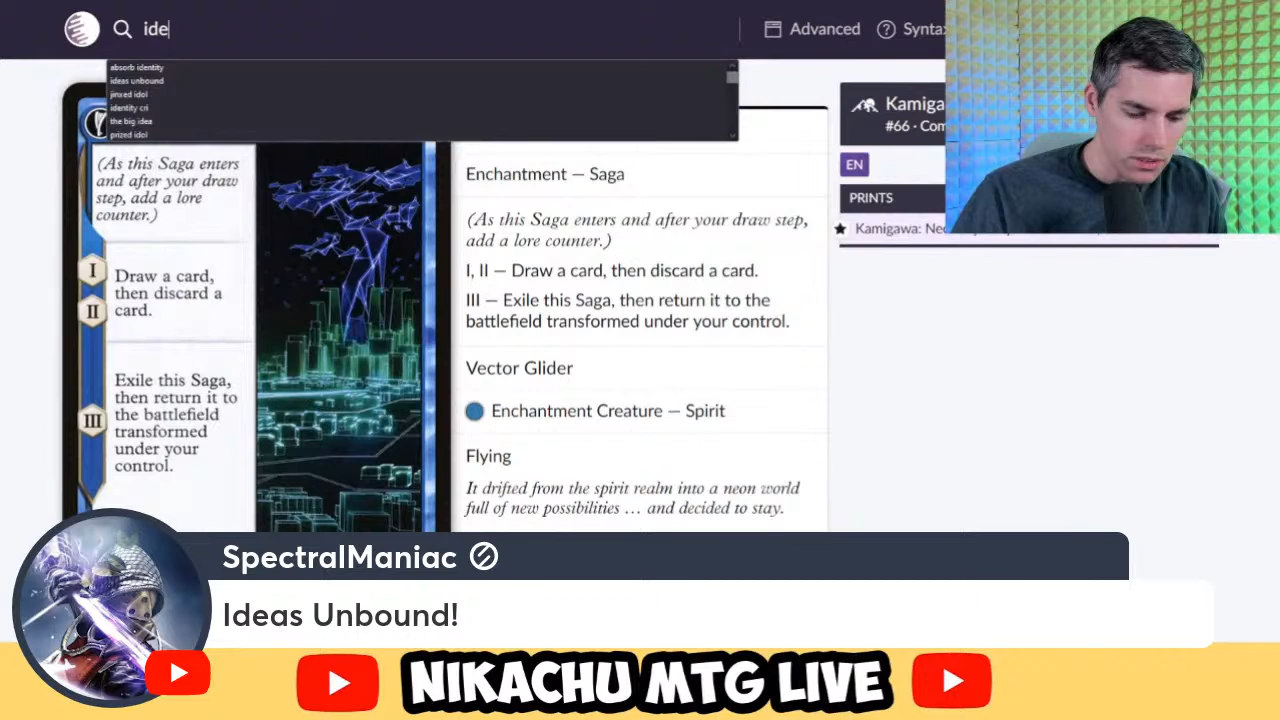 ide
Advanced
Synta
absorb identity
ideas unbound
jinxed idol
identity cri
the big idea
prized idol
(As this Saga enters
and after your draw
step, add a lore
counter.)
I
II
Draw a card,
then discard a
card.
III
Exile this Saga,
then return it to
the battlefield
transformed
under your
control.
Enchantment — Saga
(As this Saga enters and after your draw step,
add a lore counter.)
I, II — Draw a card, then discard a card.
III — Exile this Saga, then return it to the
battlefield transformed under your control.
Vector Glider
Enchantment Creature — Spirit
Flying
It drifted from the spirit realm into a neon world
full of new possibilities … and decided to stay.
Kamiga
#66 · Com
EN
PRINTS
Kamigawa: Neo
SpectralManiac
Ideas Unbound!
NIKACHU MTG LIVE